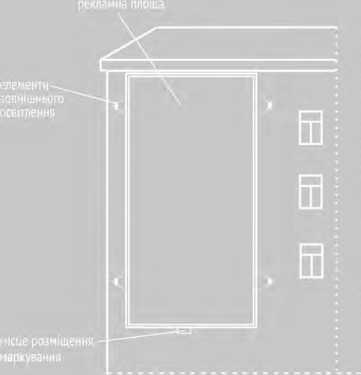 рекламна площа
елементи
зовнішнього
освітлення
місце розміщення
маркування